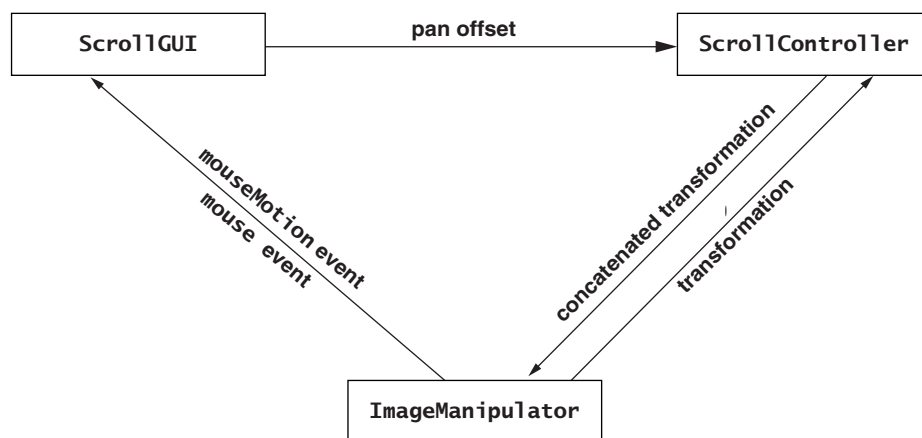 ScrollGUI
pan offset
ScrollController
mouseMotion event
mouse event
concatenated transformation
transformation
ImageManipulator